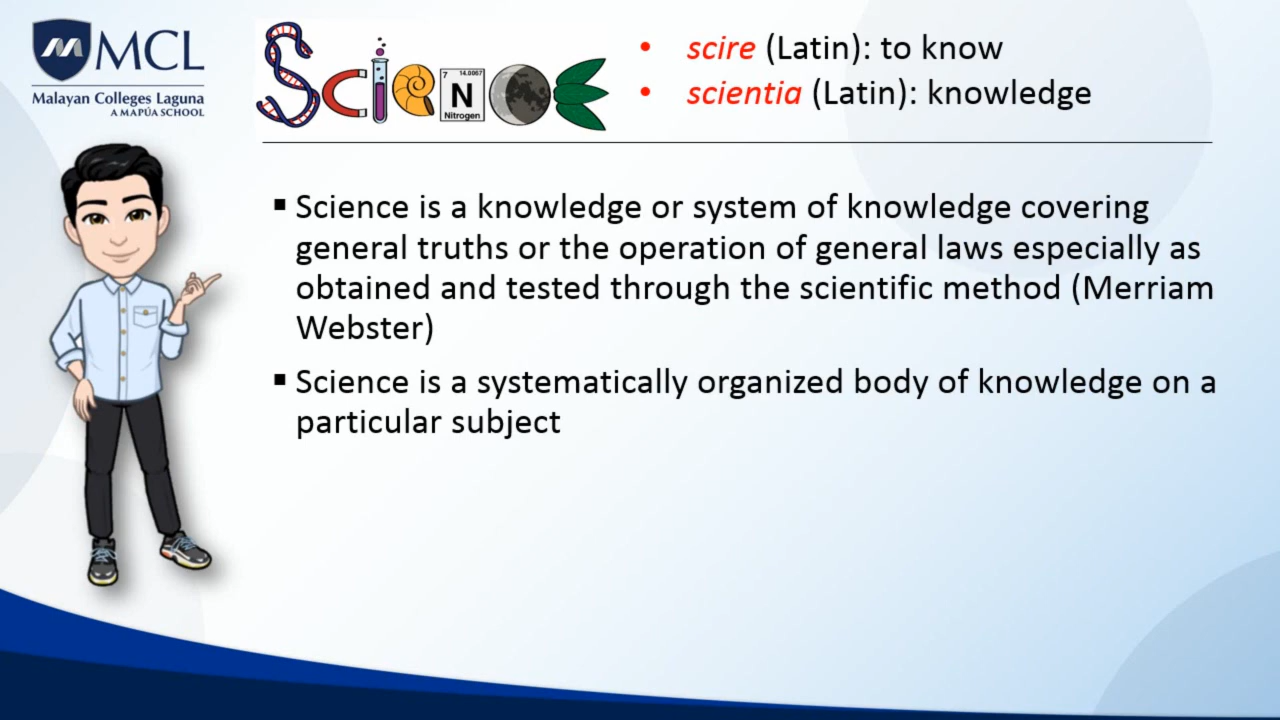 MCL
Malayan Colleges Laguna
A MAPÚA SCHOOL
SCIENCE
7 14.0067
N
Nitrogen
• scire (Latin): to know
• scientia (Latin): knowledge
▪ Science is a knowledge or system of knowledge covering
general truths or the operation of general laws especially as
obtained and tested through the scientific method (Merriam
Webster)
▪ Science is a systematically organized body of knowledge on a
particular subject